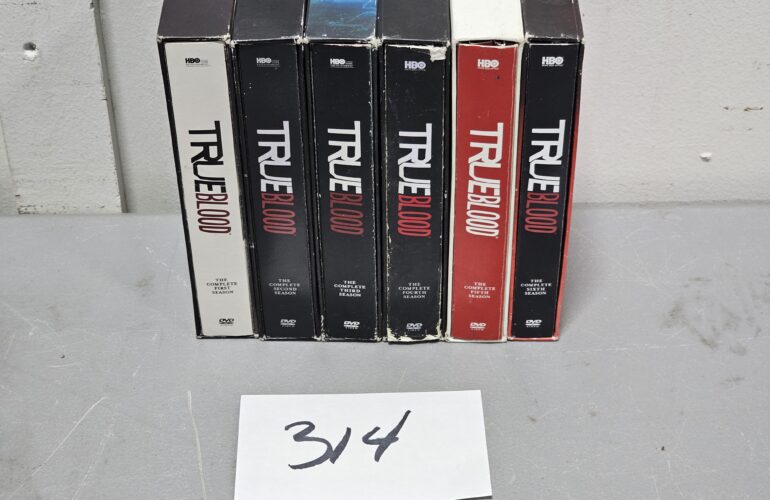 HBO
TRUEBLOOD
THE
COMPLETE
FIRST
SEASON
DVD
HBO
TRUEBLOOD
THE
COMPLETE
SECOND
SEASON
DVD
HBO
TRUEBLOOD
THE
COMPLETE
THIRD
SEASON
DVD
HBO
TRUEBLOOD
THE
COMPLETE
FOURTH
SEASON
DVD
HBO
TRUEBLOOD
THE
COMPLETE
FIFTH
SEASON
DVD
HBO
TRUEBLOOD
THE
COMPLETE
SIXTH
SEASON
DVD
314